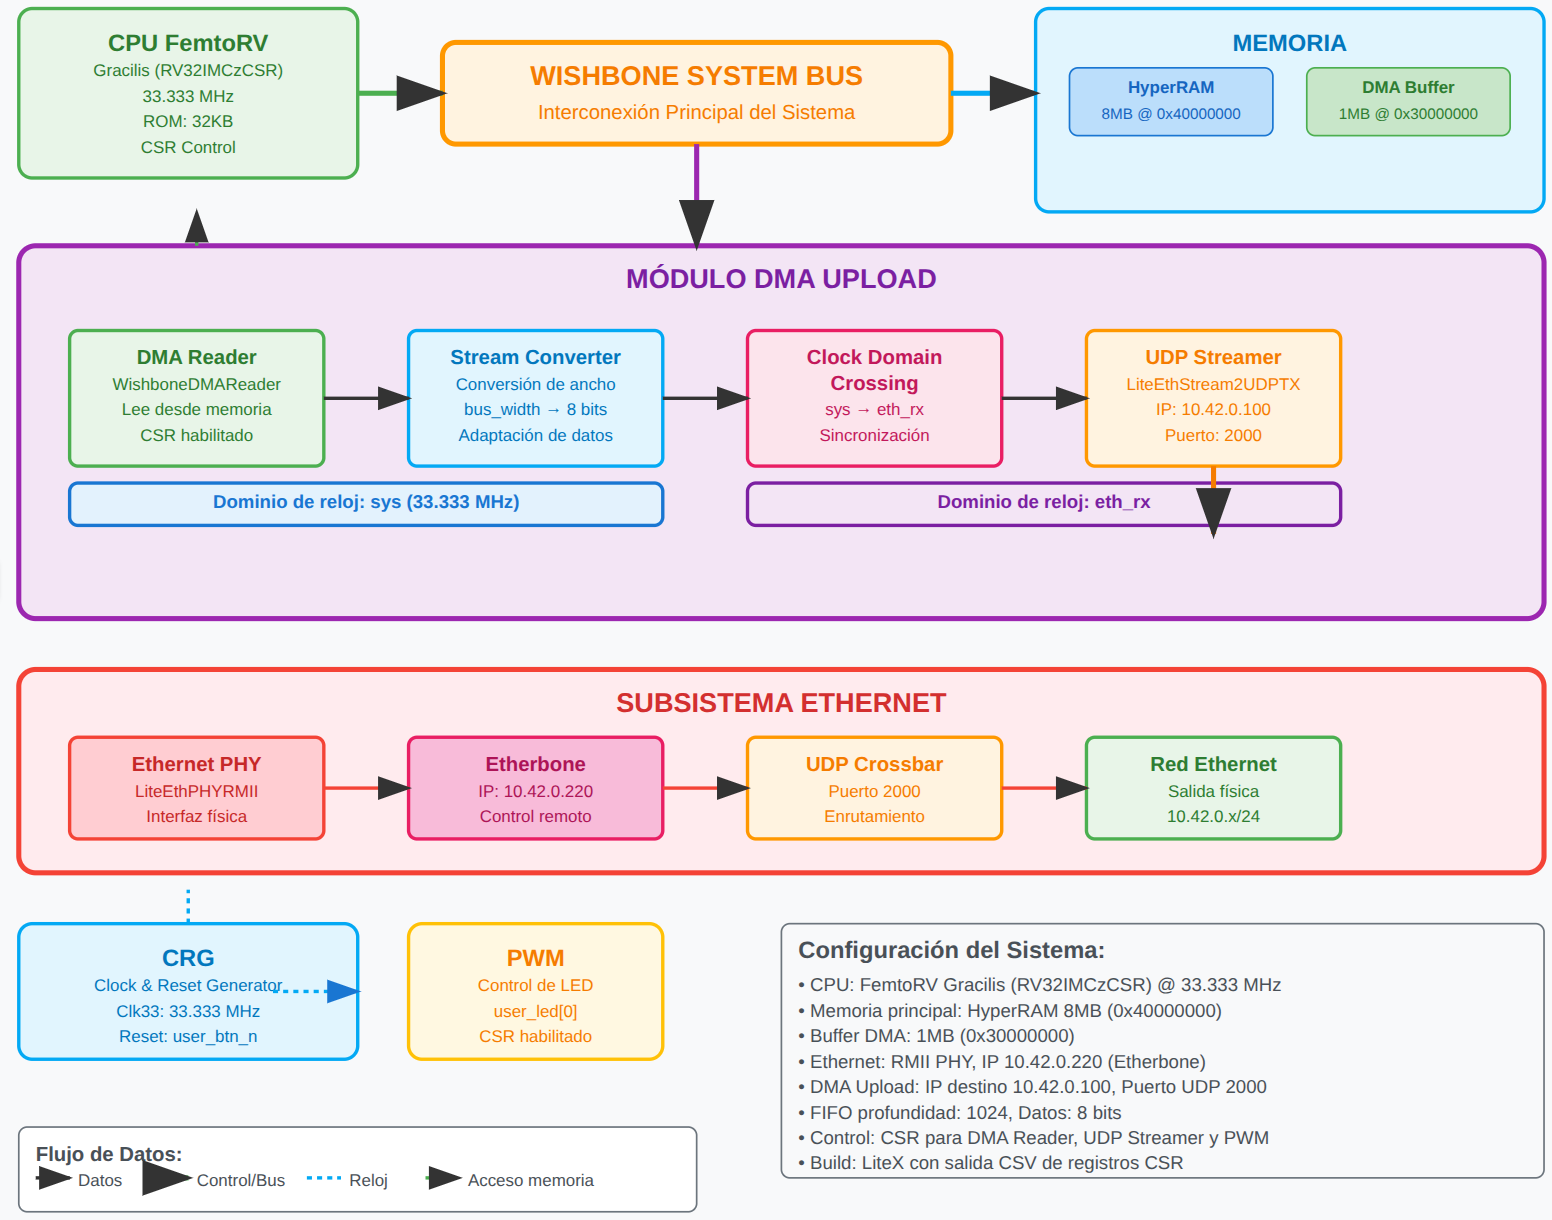 CPU FemtoRV
Gracilis (RV32IMCzCSR)
33.333 MHz
ROM: 32KB
CSR Control
WISHBONE SYSTEM BUS
Interconexión Principal del Sistema
MEMORIA
HyperRAM
8MB @ 0x40000000
DMA Buffer
1MB @ 0x30000000
MÓDULO DMA UPLOAD
DMA Reader
WishboneDMAReader
Lee desde memoria
CSR habilitado
Stream Converter
Conversión de ancho
bus_width → 8 bits
Adaptación de datos
Clock Domain
Crossing
sys → eth_rx
Sincronización
UDP Streamer
LiteEthStream2UDPTX
IP: 10.42.0.100
Puerto: 2000
Dominio de reloj: sys (33.333 MHz)
Dominio de reloj: eth_rx
SUBSISTEMA ETHERNET
Ethernet PHY
LiteEthPHYRMII
Interfaz física
Etherbone
IP: 10.42.0.220
Control remoto
UDP Crossbar
Puerto 2000
Enrutamiento
Red Ethernet
Salida física
10.42.0.x/24
CRG
Clock & Reset Generator
Clk33: 33.333 MHz
Reset: user_btn_n
PWM
Control de LED
user_led[0]
CSR habilitado
Configuración del Sistema:
• CPU: FemtoRV Gracilis (RV32IMCzCSR) @ 33.333 MHz
• Memoria principal: HyperRAM 8MB (0x40000000)
• Buffer DMA: 1MB (0x30000000)
• Ethernet: RMII PHY, IP 10.42.0.220 (Etherbone)
• DMA Upload: IP destino 10.42.0.100, Puerto UDP 2000
• FIFO profundidad: 1024, Datos: 8 bits
• Control: CSR para DMA Reader, UDP Streamer y PWM
• Build: LiteX con salida CSV de registros CSR
Flujo de Datos:
Datos
Control/Bus
Reloj
Acceso memoria